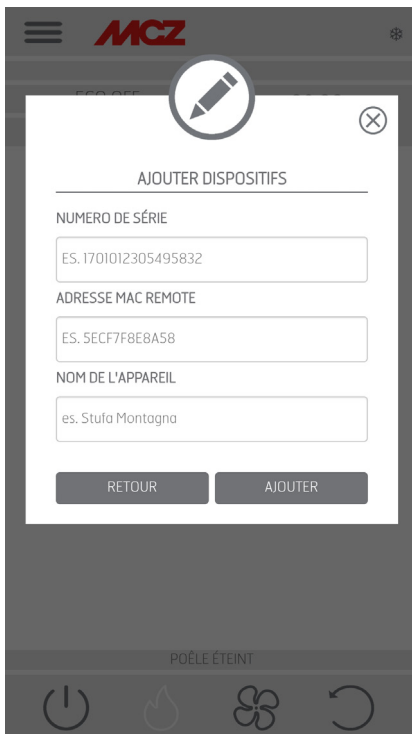 MCZ
AJOUTER DISPOSITIFS
NUMERO DE SÉRIE
ES. 1701012305495832
ADRESSE MAC REMOTE
ES. 5ECF7F8E8A58
NOM DE L'APPAREIL
es. Stufa Montagna
RETOUR AJOUTER
POÊLE ÉTEINT